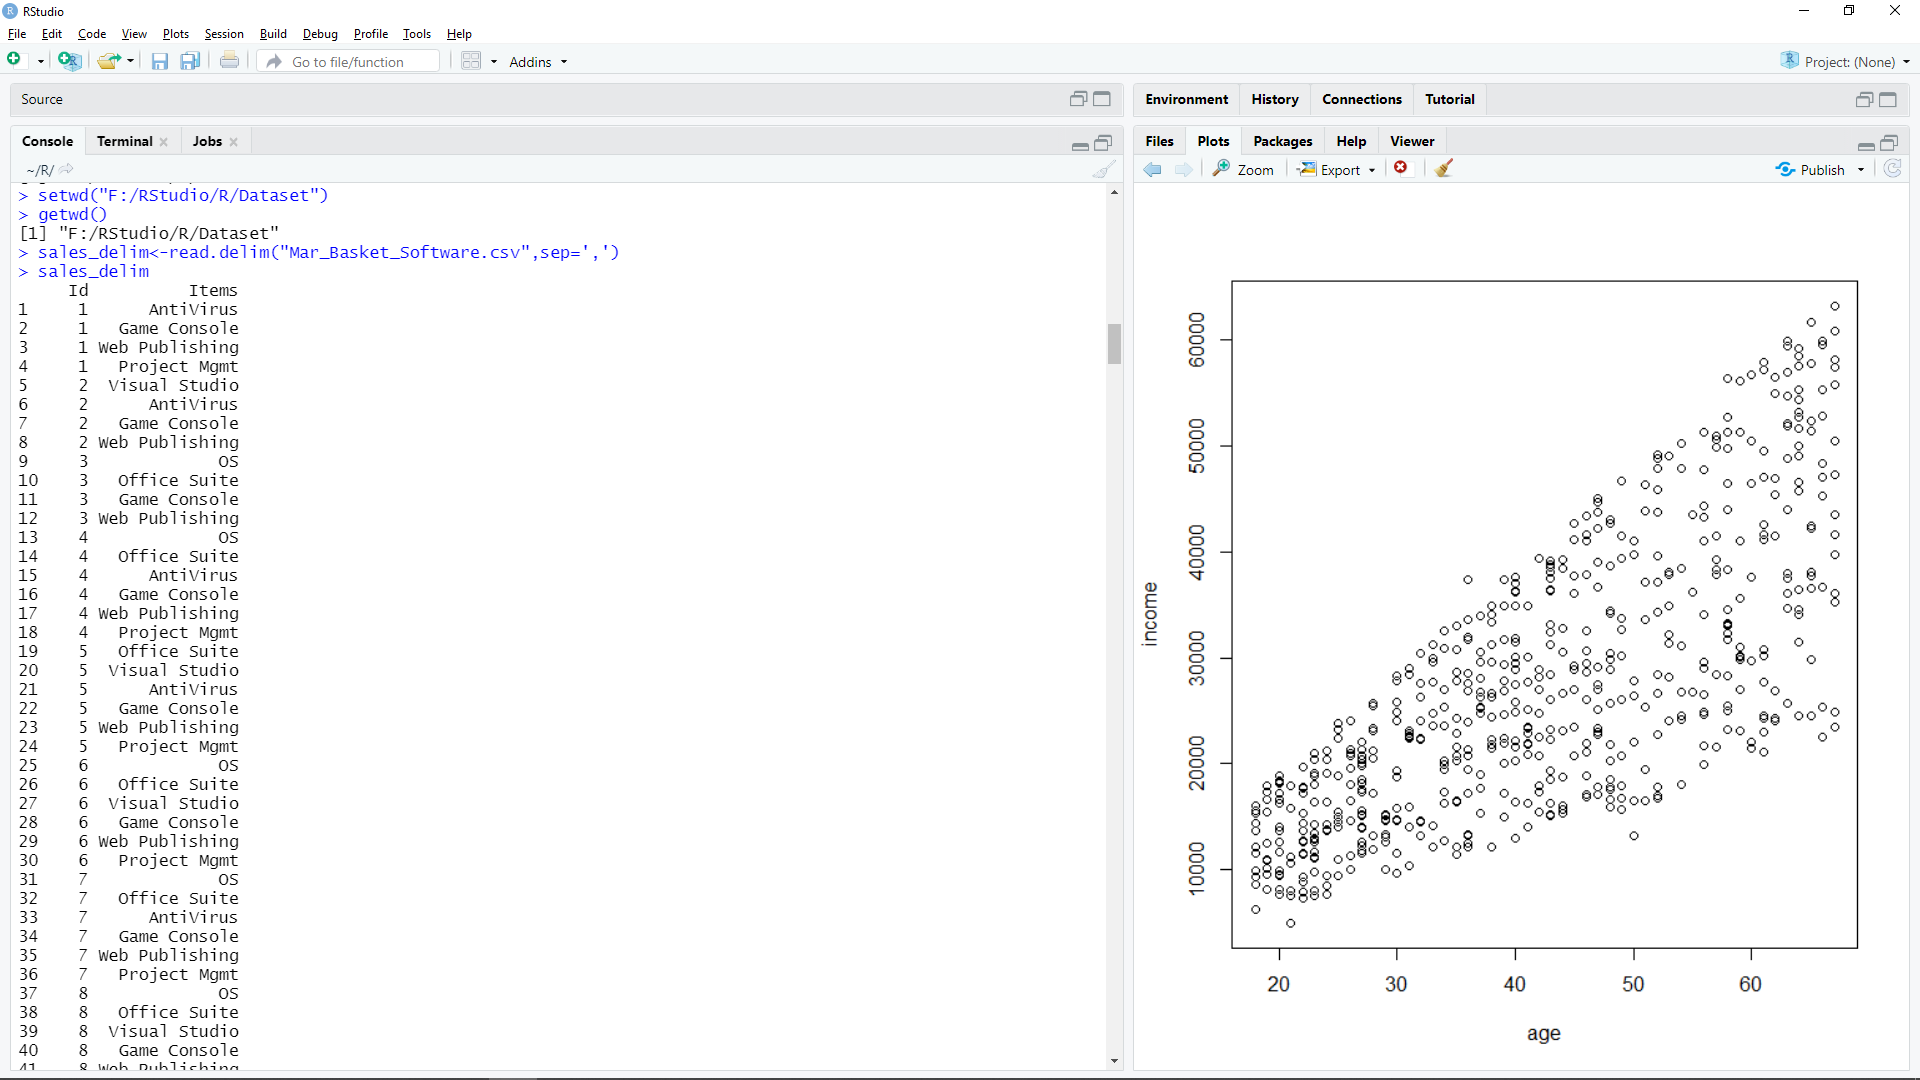 RStudio
File Edit Code View Plots Session Build Debug Profile Tools Help
Go to file/function Addins Project: (None)
Source
Console Terminal Jobs
~/R/
> setwd("F:/RStudio/R/Dataset")
> getwd()
[1] "F:/RStudio/R/Dataset"
> sales_delim<-read.delim("Mar_Basket_Software.csv",sep=',')
> sales_delim
Id Items
1 1 AntiVirus
2 1 Game Console
3 1 Web Publishing
4 1 Project Mgmt
5 2 Visual Studio
6 2 AntiVirus
7 2 Game Console
8 2 Web Publishing
9 3 OS
10 3 Office Suite
11 3 Game Console
12 3 Web Publishing
13 4 OS
14 4 Office Suite
15 4 AntiVirus
16 4 Game Console
17 4 Web Publishing
18 4 Project Mgmt
19 5 Office Suite
20 5 Visual Studio
21 5 AntiVirus
22 5 Game Console
23 5 Web Publishing
24 5 Project Mgmt
25 6 OS
26 6 Office Suite
27 6 Visual Studio
28 6 Game Console
29 6 Web Publishing
30 6 Project Mgmt
31 7 OS
32 7 Office Suite
33 7 AntiVirus
34 7 Game Console
35 7 Web Publishing
36 7 Project Mgmt
37 8 OS
38 8 Office Suite
39 8 Visual Studio
40 8 Game Console
41 8 Web Publishing
Environment History Connections Tutorial
Files Plots Packages Help Viewer
Zoom Export Publish
60000
50000
40000
30000
20000
10000
income
20 30 40 50 60
age